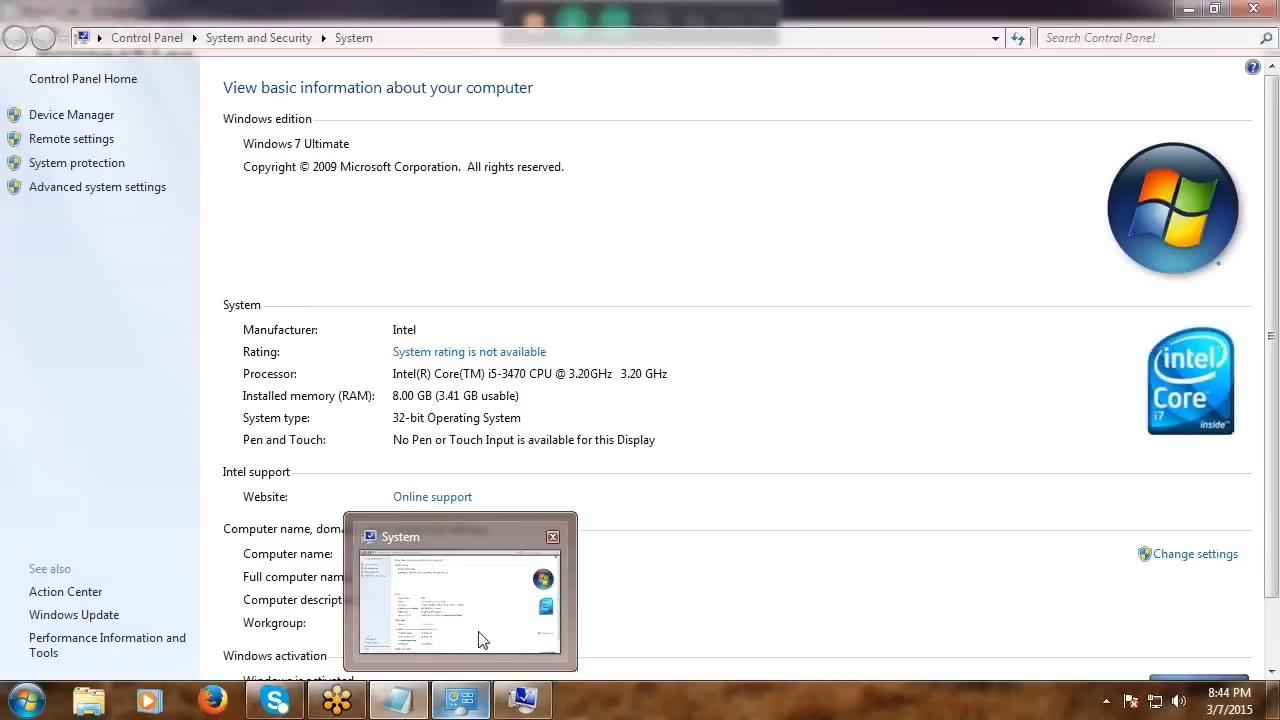 Control Panel
System and Security
System
Search Control Panel
Control Panel Home
Device Manager
Remote settings
System protection
Advanced system settings
View basic information about your computer
Windows edition
Windows 7 Ultimate
Copyright © 2009 Microsoft Corporation.  All rights reserved.
System
Manufacturer: Intel
Rating: System rating is not available
Processor: Intel(R) Core(TM) i5-3470 CPU @ 3.20GHz 3.20 GHz
Installed memory (RAM): 8.00 GB (3.41 GB usable)
System type: 32-bit Operating System
Pen and Touch: No Pen or Touch Input is available for this Display
intel
Core
i7
inside
Intel support
Website: Online support
Computer name,
Computer name:
Full computer
Computer
Workgroup:
Change settings
System
Windows activation
See also
Action Center
Windows Update
Performance Information and
Tools
8:44 PM
3/7/2015